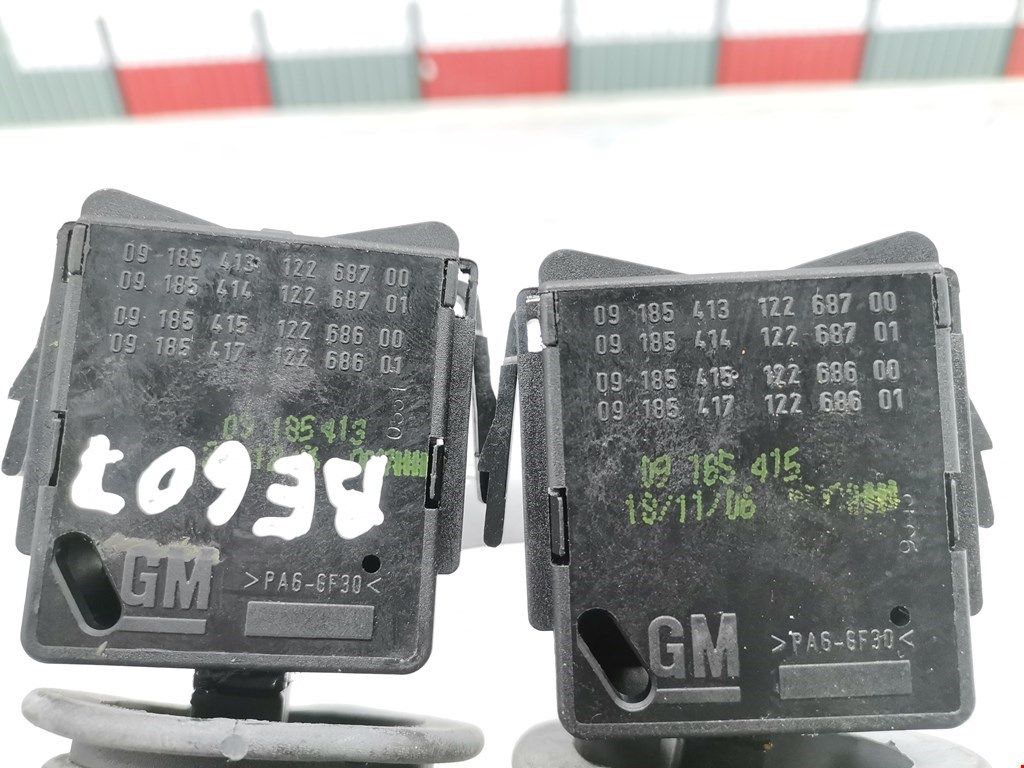 09 185 413 122 687 00
09 185 414 122 687 01
09 185 415 122 686 00
09 185 417 122 686 01
09 185 413
BE607
GM
>PA6-GF30<
09 185 413 122 687 00
09 185 414 122 687 01
09 185 415 122 686 00
09 185 417 122 686 01
09 185 415
18/11/06
GM
>PA6-GF30<